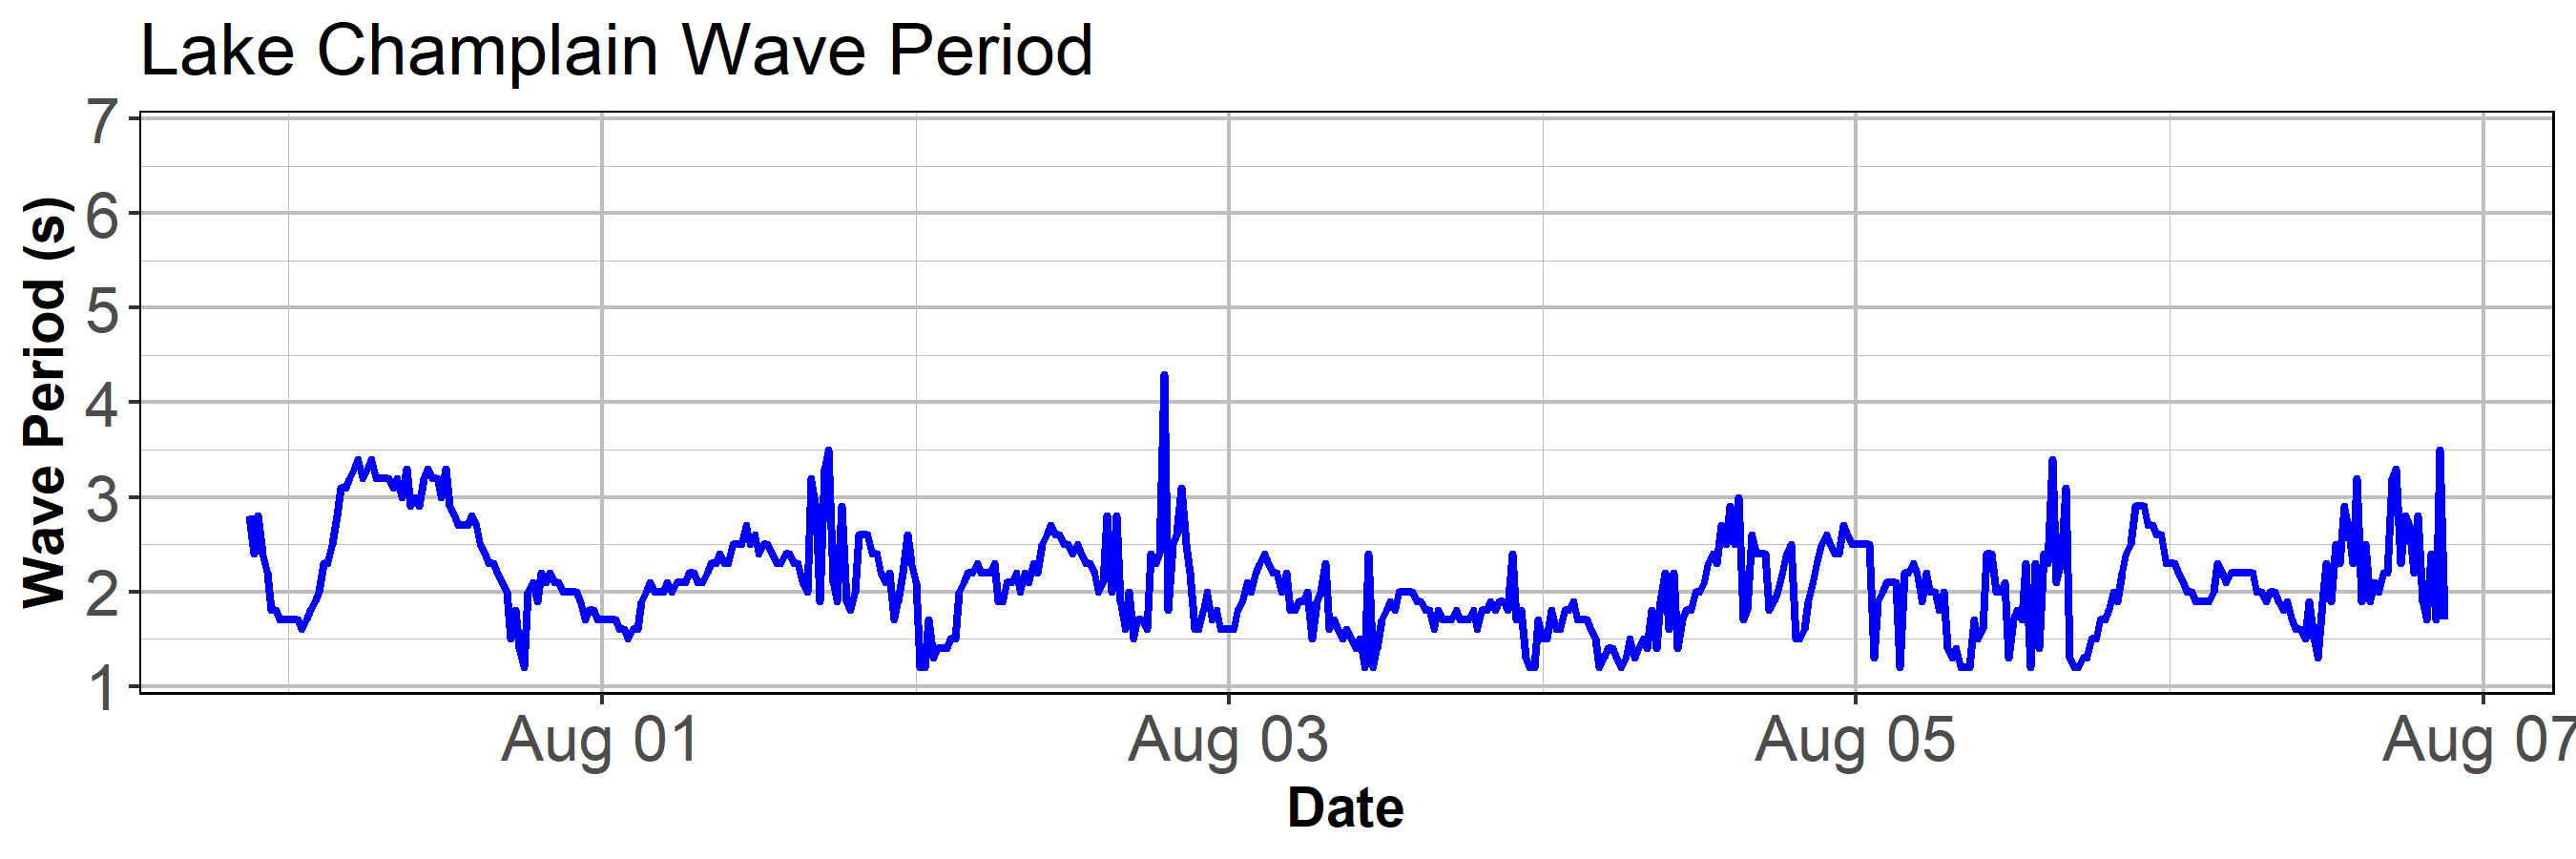 Lake Champlain Wave Period
Wave Period (s)
7
6
5
4
3
2
1
Aug 01
Aug 03
Aug 05
Aug 07
Date